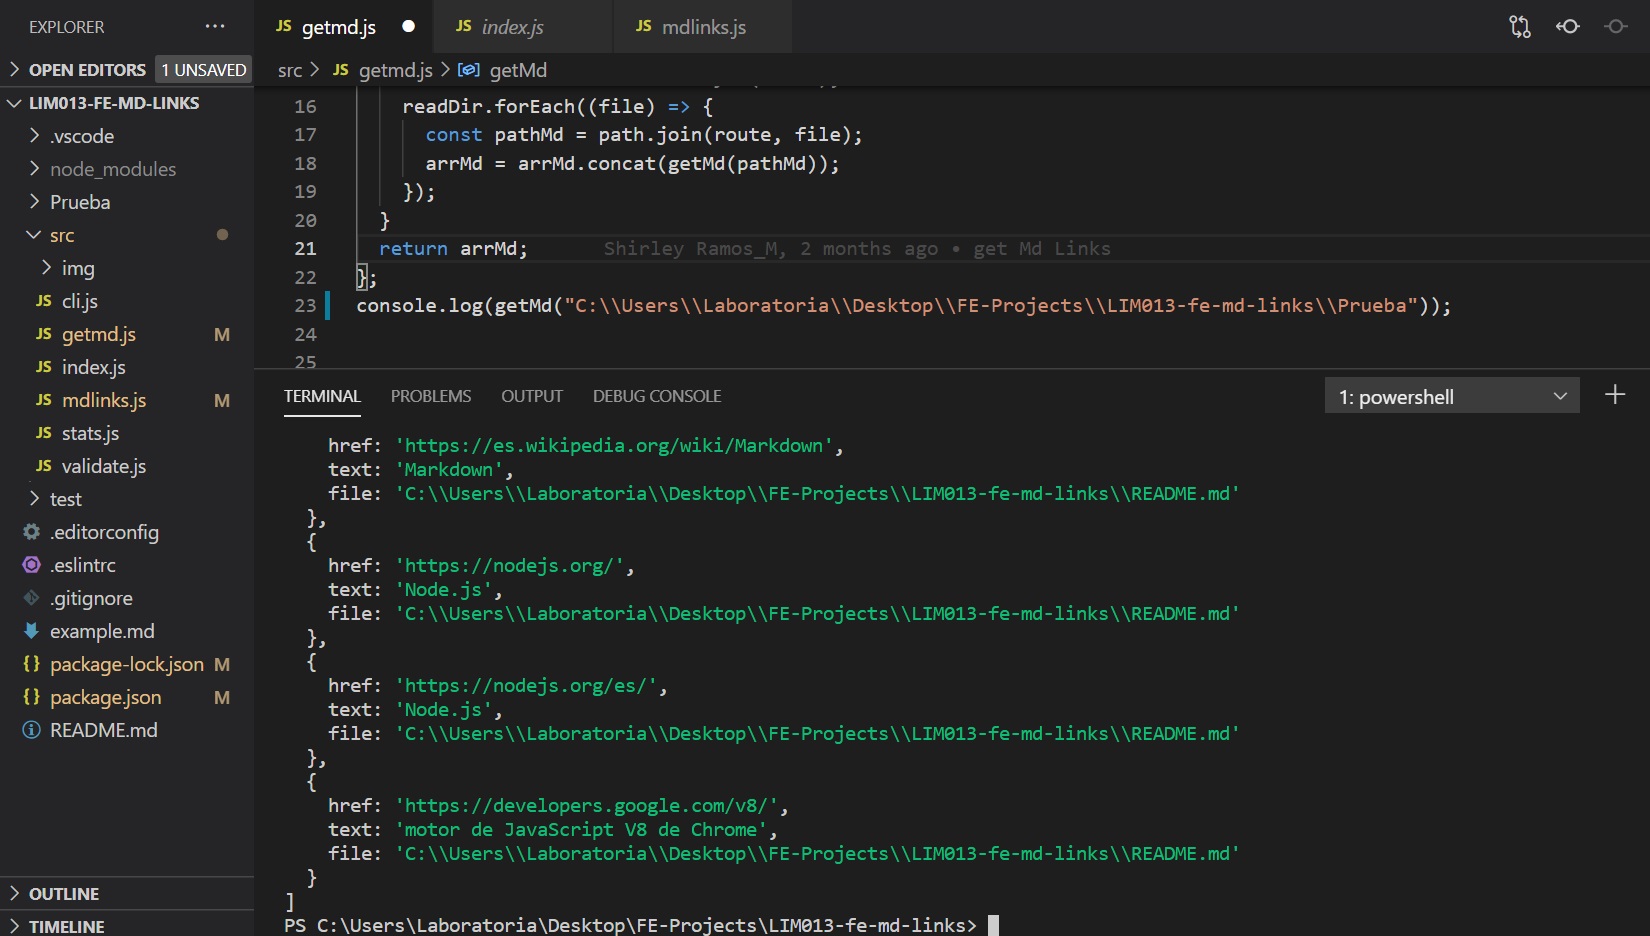 EXPLORER ···
OPEN EDITORS 1 UNSAVED
LIM013-FE-MD-LINKS
.vscode
node_modules
Prueba
src
img
JS cli.js
JS getmd.js M
JS index.js
JS mdlinks.js M
JS stats.js
JS validate.js
test
.editorconfig
.eslintrc
.gitignore
example.md
{} package-lock.json M
{} package.json M
README.md
OUTLINE
TIMELINE
JS getmd.js ● JS index.js JS mdlinks.js
src > JS getmd.js > getMd
16 readDir.forEach((file) => {
17 const pathMd = path.join(route, file);
18 arrMd = arrMd.concat(getMd(pathMd));
19 });
20 }
21 return arrMd; Shirley Ramos_M, 2 months ago • get Md Links
22 };
23 console.log(getMd("C:\\Users\\Laboratoria\\Desktop\\FE-Projects\\LIM013-fe-md-links\\Prueba"));
24
25
TERMINAL PROBLEMS OUTPUT DEBUG CONSOLE 1: powershell
href: 'https://es.wikipedia.org/wiki/Markdown',
text: 'Markdown',
file: 'C:\\Users\\Laboratoria\\Desktop\\FE-Projects\\LIM013-fe-md-links\\README.md'
},
{
href: 'https://nodejs.org/',
text: 'Node.js',
file: 'C:\\Users\\Laboratoria\\Desktop\\FE-Projects\\LIM013-fe-md-links\\README.md'
},
{
href: 'https://nodejs.org/es/',
text: 'Node.js',
file: 'C:\\Users\\Laboratoria\\Desktop\\FE-Projects\\LIM013-fe-md-links\\README.md'
},
{
href: 'https://developers.google.com/v8/',
text: 'motor de JavaScript V8 de Chrome',
file: 'C:\\Users\\Laboratoria\\Desktop\\FE-Projects\\LIM013-fe-md-links\\README.md'
}
]
PS C:\Users\Laboratoria\Desktop\FE-Projects\LIM013-fe-md-links>